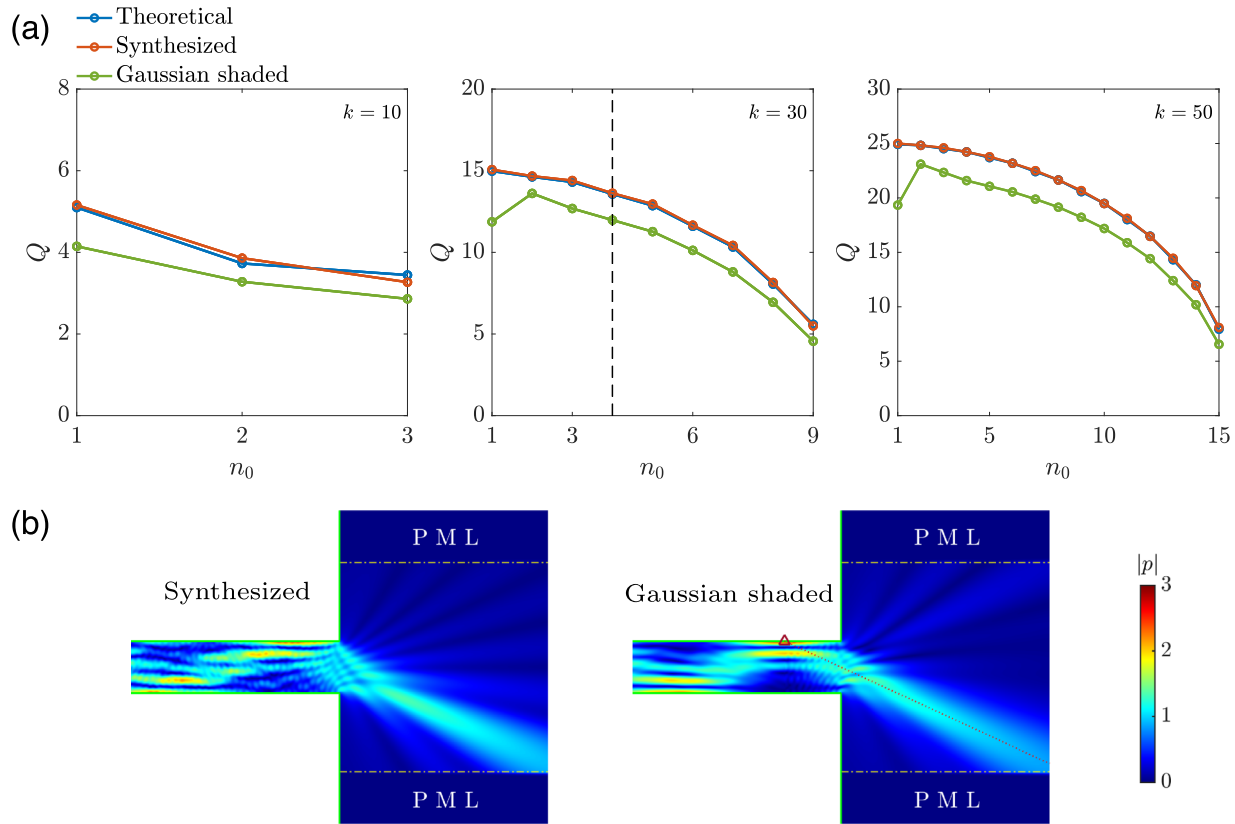 (a)
Theoretical
Synthesized
Gaussian shaded
8
6
4
2
0
Q
k = 10
1 2 3
n₀
20
15
10
5
0
Q
k = 30
1 3 6 9
n₀
30
25
20
15
10
5
0
Q
k = 50
1 5 10 15
n₀
(b)
Synthesized
P M L
P M L
Gaussian shaded
P M L
P M L
|p|
3
2
1
0